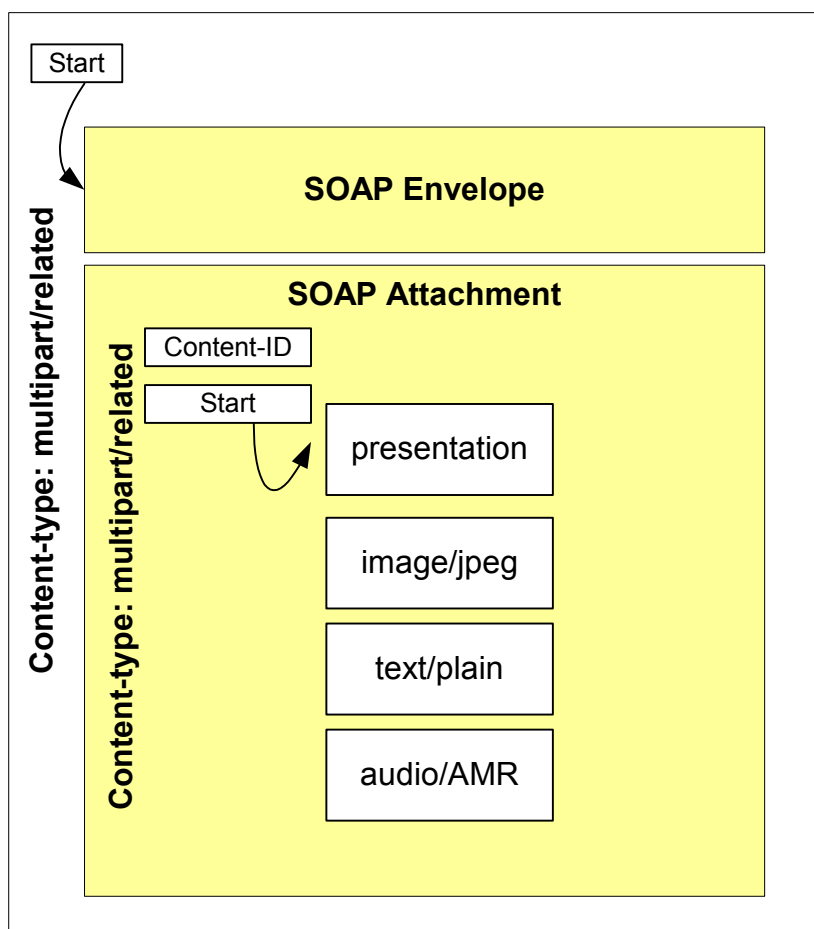 Start
SOAP Envelope
Content-type: multipart/related
SOAP Attachment
Content-type: multipart/related
Content-ID
Start
presentation
image/jpeg
text/plain
audio/AMR